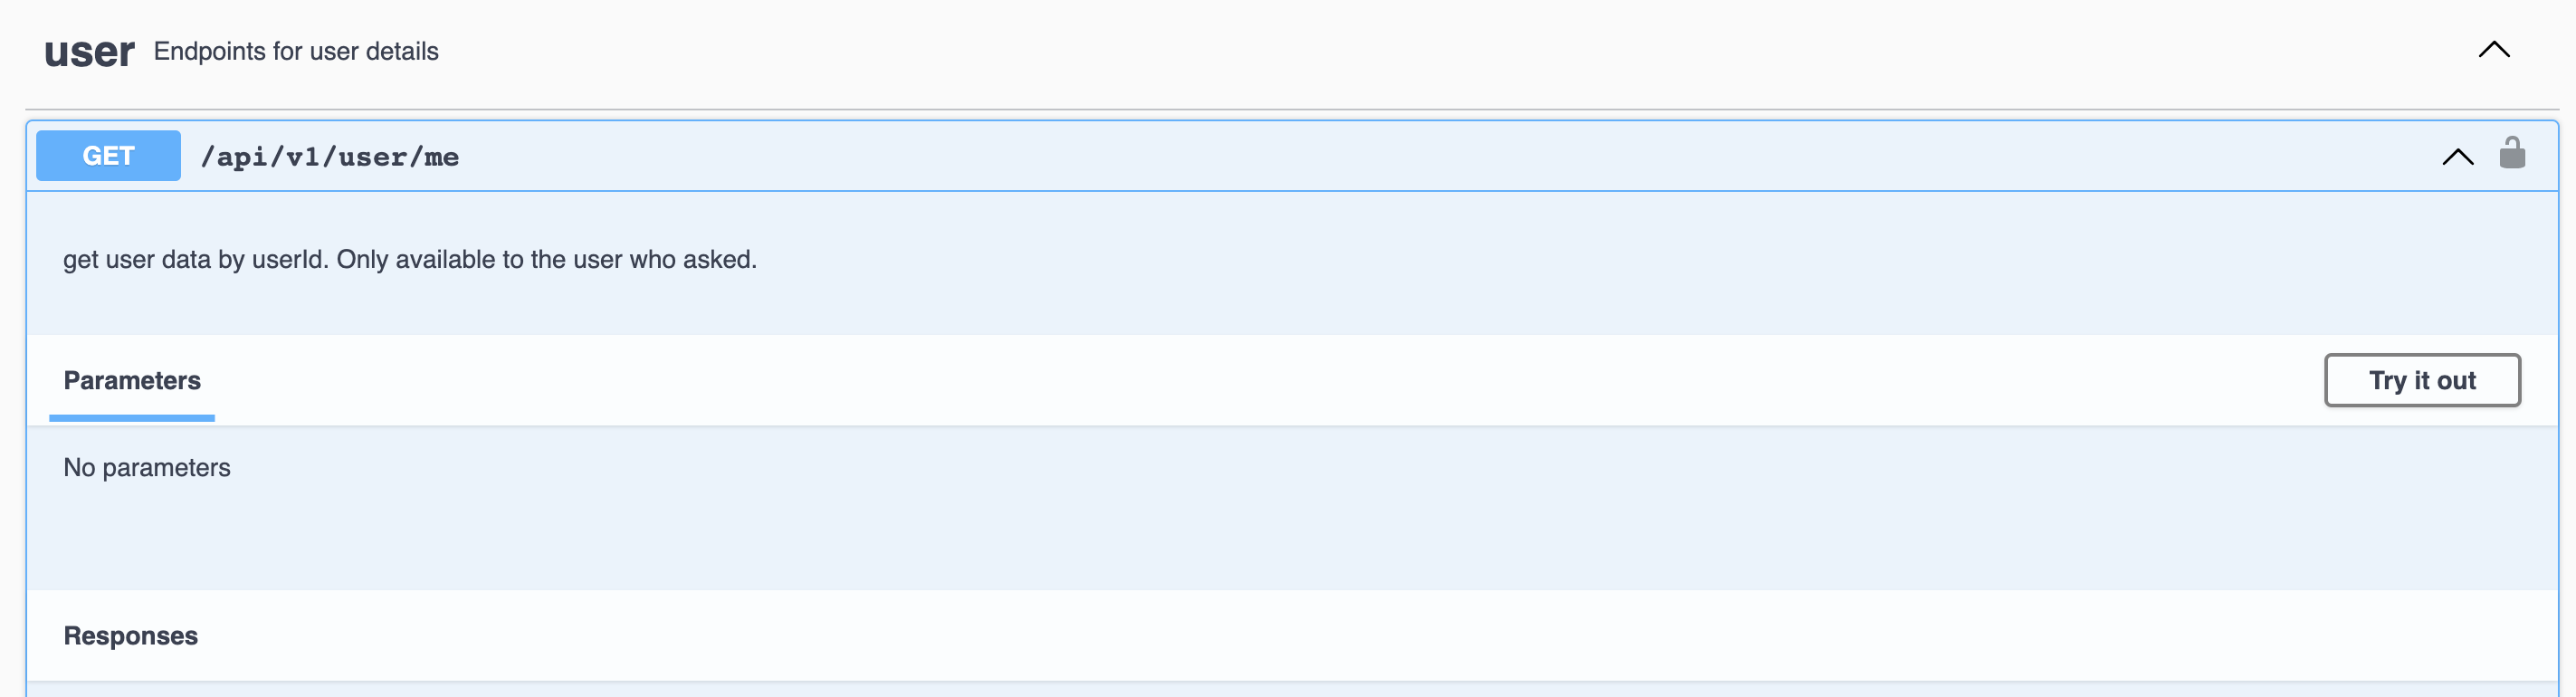 user Endpoints for user details
GET /api/v1/user/me
get user data by userId. Only available to the user who asked.
Parameters
Try it out
No parameters
Responses